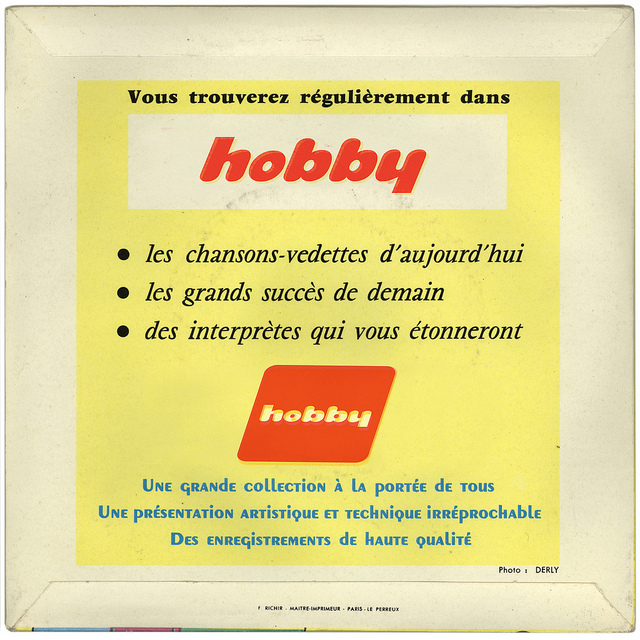 Vous trouverez régulièrement dans
hobby
• les chansons-vedettes d'aujourd'hui
• les grands succès de demain
• des interprètes qui vous étonneront
hobby
Une grande collection à la portée de tous
Une présentation artistique et technique irréprochable
Des enregistrements de haute qualité
Photo : DERLY
F. RICHIR - MAITRE-IMPRIMEUR - PARIS - LE PERREUX